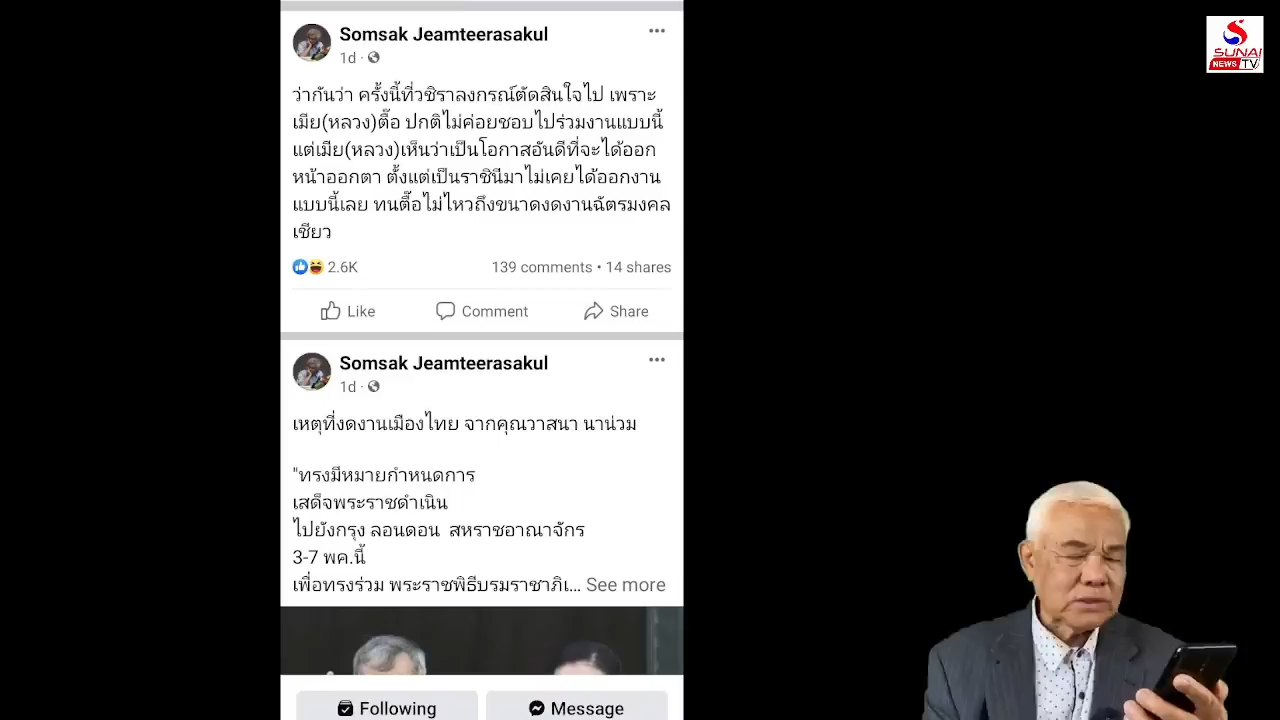 Somsak Jeamteerasakul
1d ·
ว่ากันว่า ครั้งนี้ที่วชิราลงกรณ์ตัดสินใจไป เพราะ
เมีย(หลวง)ตื๊อ ปกติไม่ค่อยชอบไปร่วมงานแบบนี้
แต่เมีย(หลวง)เห็นว่าเป็นโอกาสอันดีที่จะได้ออก
หน้าออกตา ตั้งแต่เป็นราชินีมาไม่เคยได้ออกงาน
แบบนี้เลย ทนตื๊อไม่ไหวถึงขนาดงดงานฉัตรมงคล
เชียว
2.6K 139 comments • 14 shares
Like Comment Share
Somsak Jeamteerasakul
1d ·
เหตุที่งดงานเมืองไทย จากคุณวาสนา นาน่วม
"ทรงมีหมายกำหนดการ
เสด็จพระราชดำเนิน
ไปยังกรุง ลอนดอน สหราชอาณาจักร
3-7 พค.นี้
เพื่อทรงร่วม พระราชพิธีบรมราชาภิเ... See more
Following Message
SUNAI
NEWS TV